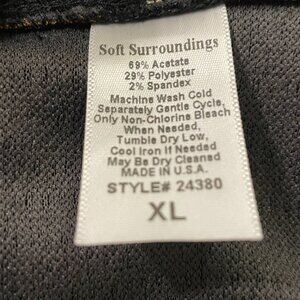 Soft Surroundings
69% Acetate
29% Polyester
2% Spandex
Machine Wash Cold
Separately Gentle Cycle,
Only Non-Chlorine Bleach
When Needed,
Tumble Dry Low,
Cool Iron If Needed
May Be Dry Cleaned
MADE IN U.S.A.
STYLE# 24380
XL